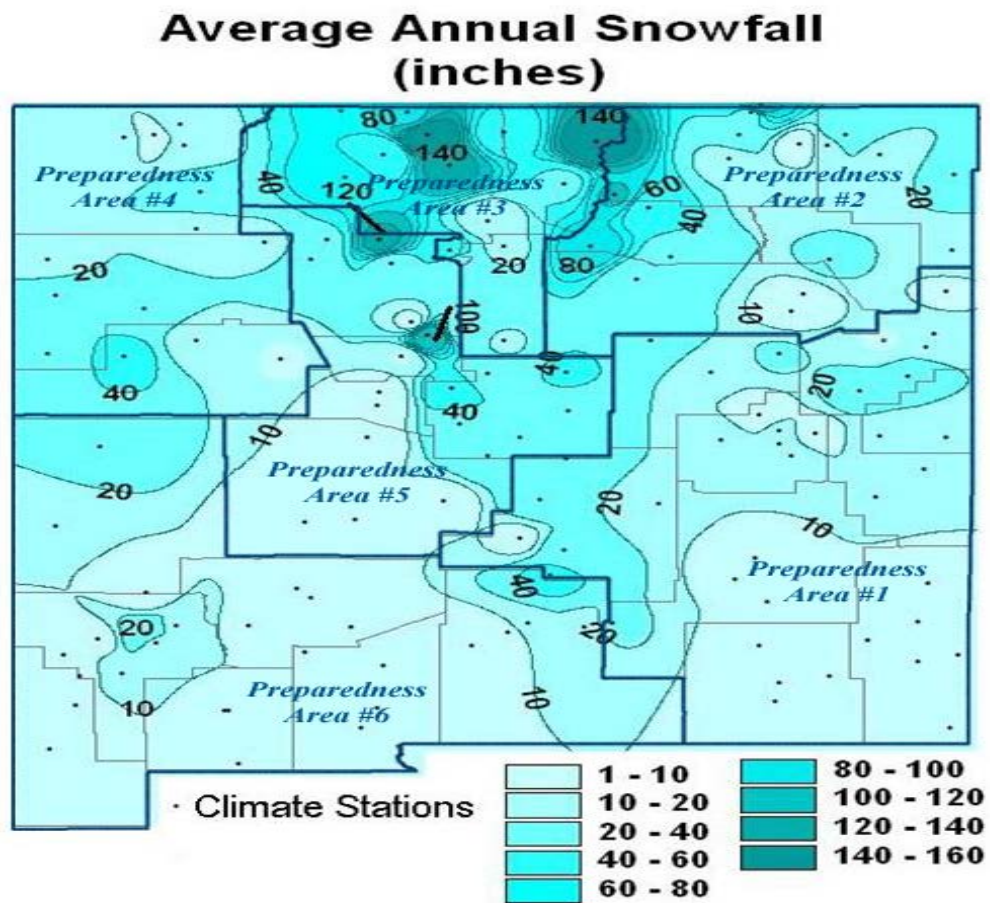 Average Annual Snowfall
(inches)
80
140
140
Preparedness
Area #4
40
120
Preparedness
Area #3
60
Preparedness
Area #2
20
40
20
20
80
10
100
40
40
40
20
10
20
Preparedness
Area #5
20
10
40
Preparedness
Area #1
20
20
10
Preparedness
Area #6
10
Climate Stations
1 - 10
10 - 20
20 - 40
40 - 60
60 - 80
80 - 100
100 - 120
120 - 140
140 - 160